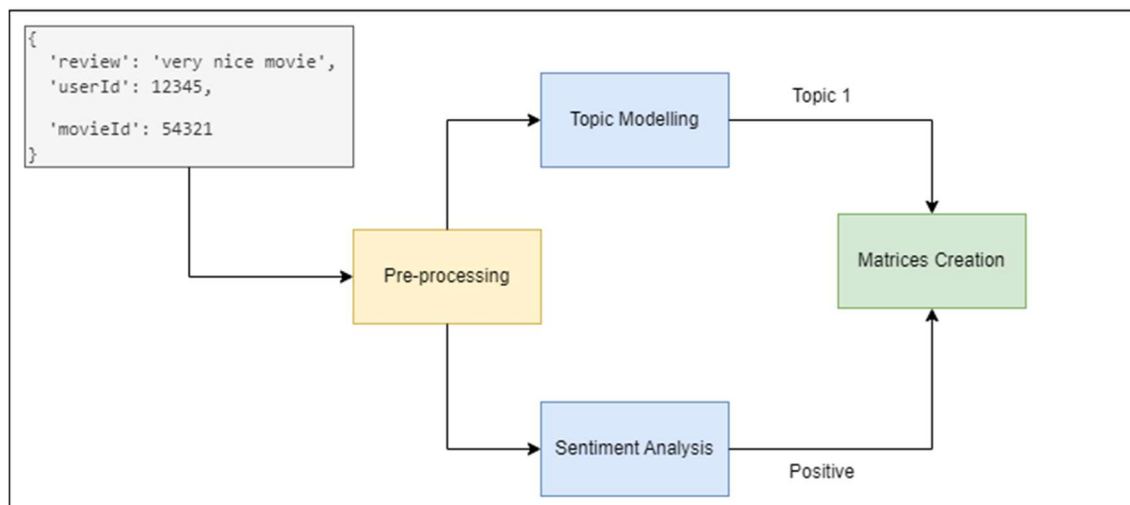 {
'review': 'very nice movie',
'userId': 12345,
'movieId': 54321
}
Topic Modelling
Topic 1
Pre-processing
Matrices Creation
Sentiment Analysis
Positive